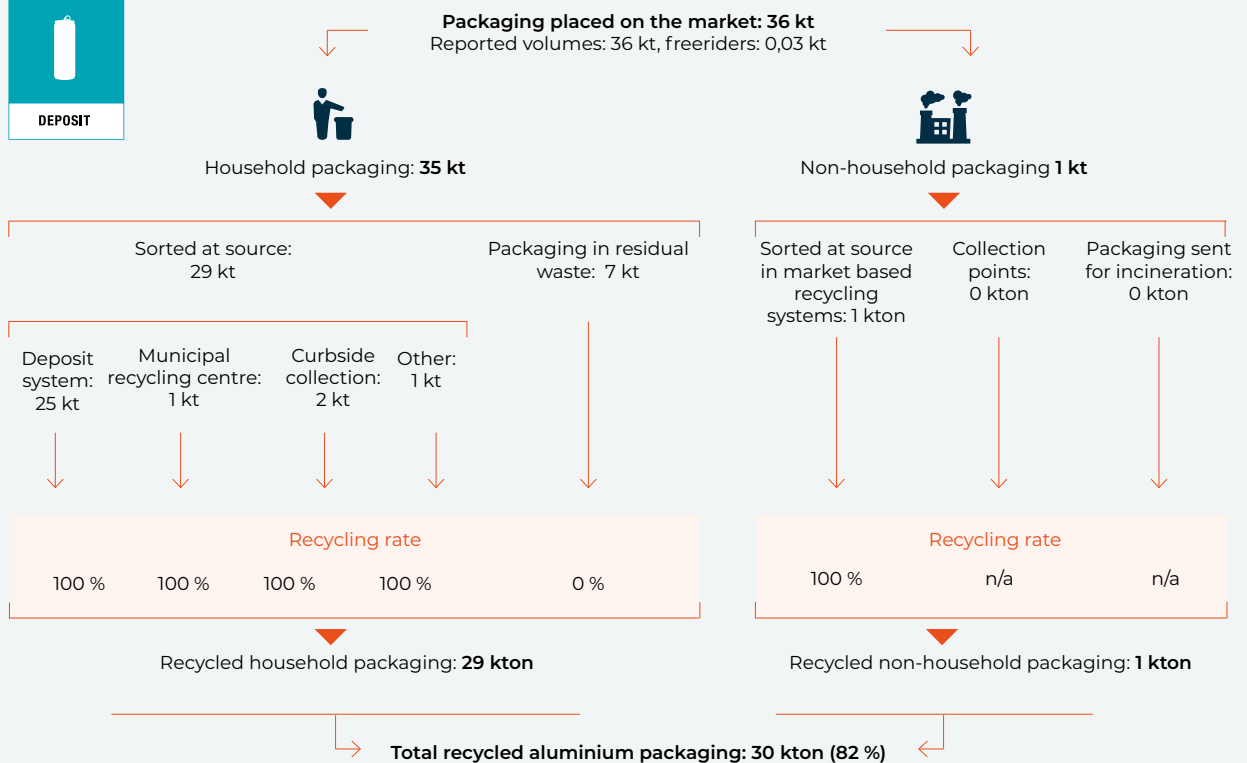 DEPOSIT
Packaging placed on the market: 36 kt
Reported volumes: 36 kt, freeriders: 0,03 kt
Household packaging: 35 kt
Non-household packaging 1 kt
Sorted at source:
29 kt
Packaging in residual
waste: 7 kt
Sorted at source
in market based
recycling
systems: 1 kton
Collection
points:
0 kton
Packaging sent
for incineration:
0 kton
Deposit
system:
25 kt
Municipal
recycling centre:
1 kt
Curbside
collection:
2 kt
Other:
1 kt
Recycling rate
100 % 100 % 100 % 100 % 0 %
Recycling rate
100 % n/a n/a
Recycled household packaging: 29 kton
Recycled non-household packaging: 1 kton
Total recycled aluminium packaging: 30 kton (82 %)